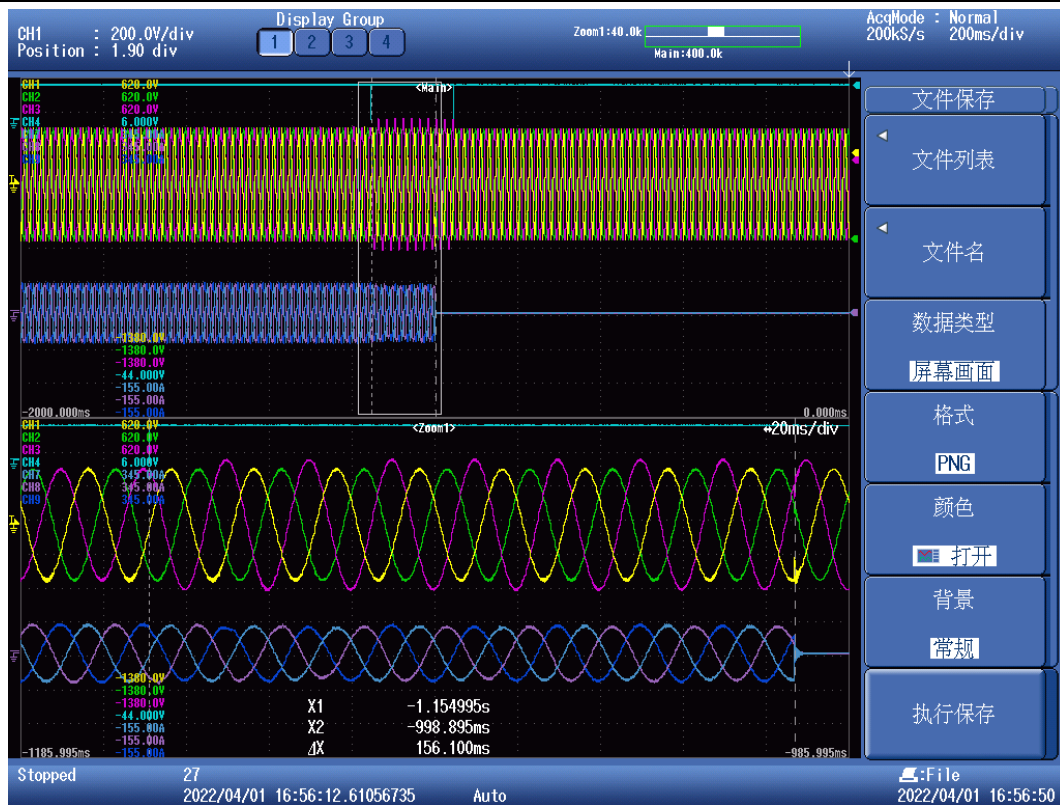 CH1 : 200.0V/div
Position : 1.90 div
Display Group
1 2 3 4
Zoom1:40.0k
Main:400.0k
AcqMode : Normal
200kS/s 200ms/div
<Main>
CH1 620.0V
CH2 620.0V
CH3 620.0V
CH4 6.000V
-1380.0V
-1380.0V
-1380.0V
-44.000V
-155.00A
-155.00A
-155.00A
-2000.000ms
0.000ms
<Zoom1>
20ms/div
CH1 620.0V
CH2 620.0V
CH3 620.0V
CH4 6.000V
CH7 345.00A
CH8 345.00A
CH9 345.00A
-1380.0V
-1380.0V
-1380.0V
-44.000V
-155.00A
-155.00A
-155.00A
X1 -1.154995s
X2 -998.895ms
⊿X 156.100ms
-1185.995ms
-985.995ms
文件保存
文件列表
文件名
数据类型
屏幕画面
格式
PNG
颜色
打开
背景
常规
执行保存
Stopped
27
2022/04/01 16:56:12.61056735
Auto
:File
2022/04/01 16:56:50